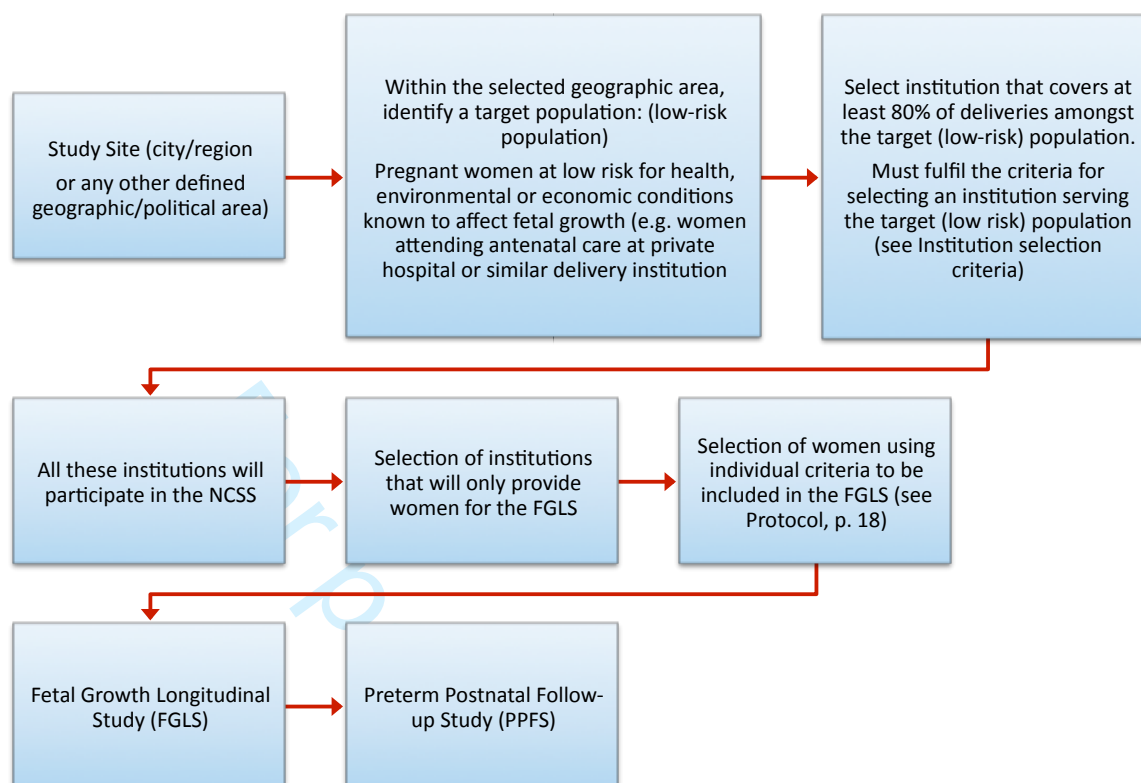 Study Site (city/region
or any other defined
geographic/political area)
Within the selected geographic area,
identify a target population: (low-risk
population)
Pregnant women at low risk for health,
environmental or economic conditions
known to affect fetal growth (e.g. women
attending antenatal care at private
hospital or similar delivery institution
Select institution that covers at
least 80% of deliveries amongst
the target (low-risk) population.
Must fulfil the criteria for
selecting an institution serving
the target (low risk) population
(see Institution selection
criteria)
All these institutions will
participate in the NCSS
Selection of institutions
that will only provide
women for the FGLS
Selection of women using
individual criteria to be
included in the FGLS (see
Protocol, p. 18)
Fetal Growth Longitudinal
Study (FGLS)
Preterm Postnatal Follow-
up Study (PPFS)